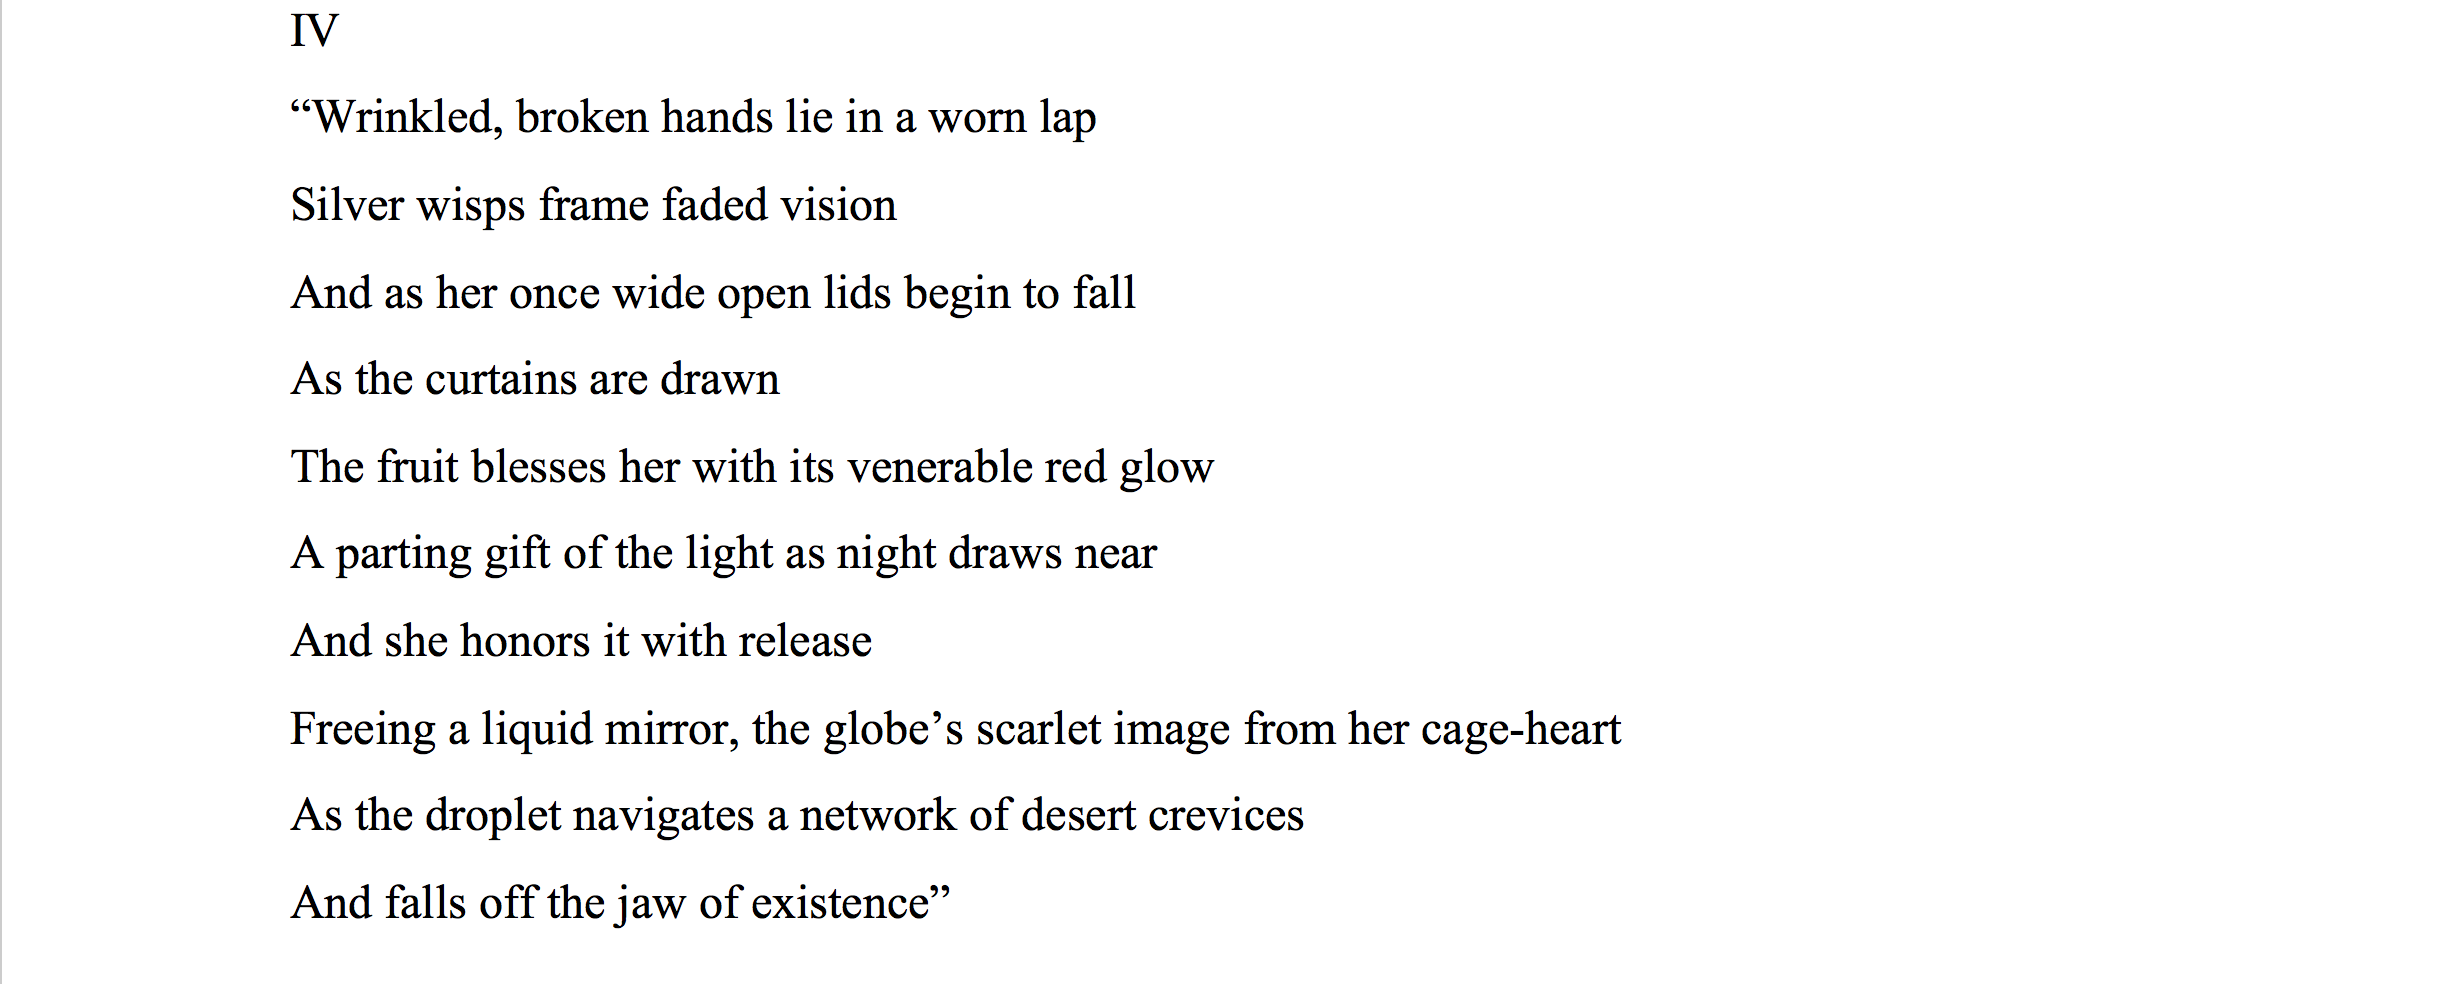 IV
“Wrinkled, broken hands lie in a worn lap
Silver wisps frame faded vision
And as her once wide open lids begin to fall
As the curtains are drawn
The fruit blesses her with its venerable red glow
A parting gift of the light as night draws near
And she honors it with release
Freeing a liquid mirror, the globe’s scarlet image from her cage-heart
As the droplet navigates a network of desert crevices
And falls off the jaw of existence”